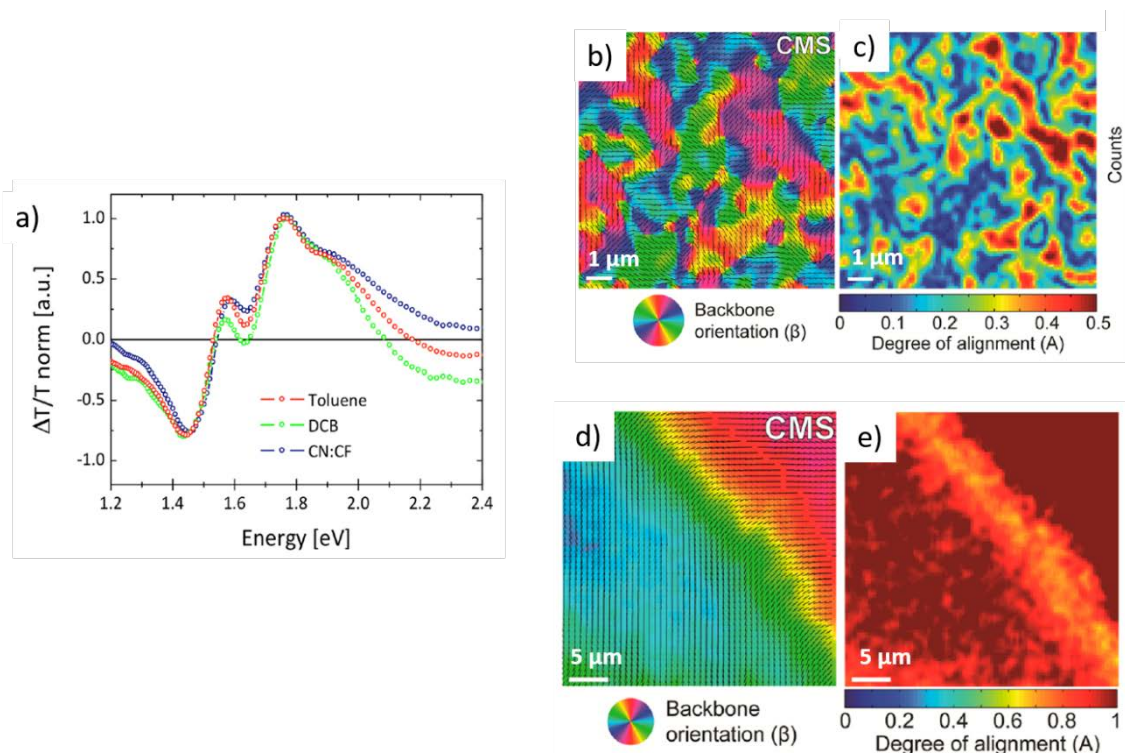 a)
ΔT/T norm [a.u.]
1.0
0.5
0.0
-0.5
-1.0
Toluene
DCB
CN:CF
1.2 1.4 1.6 1.8 2.0 2.2 2.4
Energy [eV]
b)
CMS
1 μm
Backbone
orientation (β)
c)
Counts
1 μm
0 0.1 0.2 0.3 0.4 0.5
Degree of alignment (A)
d)
CMS
5 μm
Backbone
orientation (β)
e)
5 μm
0 0.2 0.4 0.6 0.8 1
Degree of alignment (A)